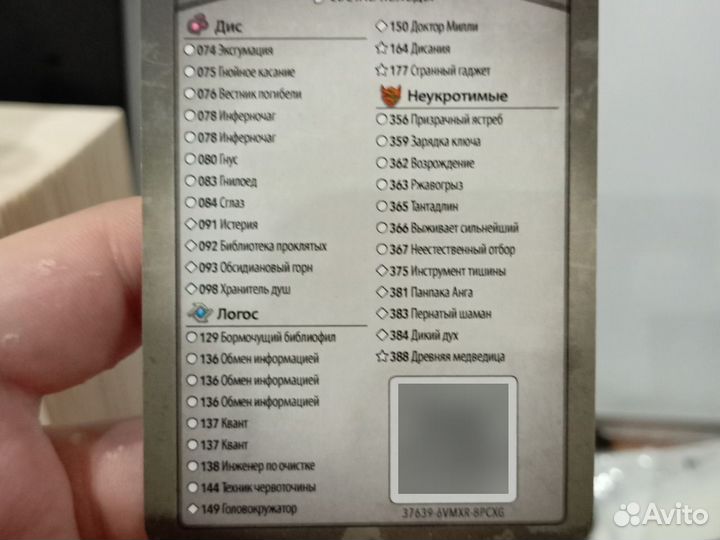 Дис
074 Эксгумация
075 Гнойное касание
076 Вестник погибели
078 Инферночаг
078 Инферночаг
080 Гнус
083 Гнилоед
084 Сглаз
091 Истерия
092 Библиотека проклятых
093 Обсидиановый горн
098 Хранитель душ
Логос
129 Бормочущий библиофил
136 Обмен информацией
136 Обмен информацией
136 Обмен информацией
137 Квант
137 Квант
138 Инженер по очистке
144 Техник червоточины
149 Головокружатор
150 Доктор Милли
164 Дисания
177 Странный гаджет
Неукротимые
356 Призрачный ястреб
359 Зарядка ключа
362 Возрождение
363 Ржавогрыз
365 Тантадлин
366 Выживает сильнейший
367 Неестественный отбор
375 Инструмент тишины
381 Панпака Анга
383 Пернатый шаман
384 Дикий дух
388 Древняя медведица
37639-6VMXR-8PCXG
Avito